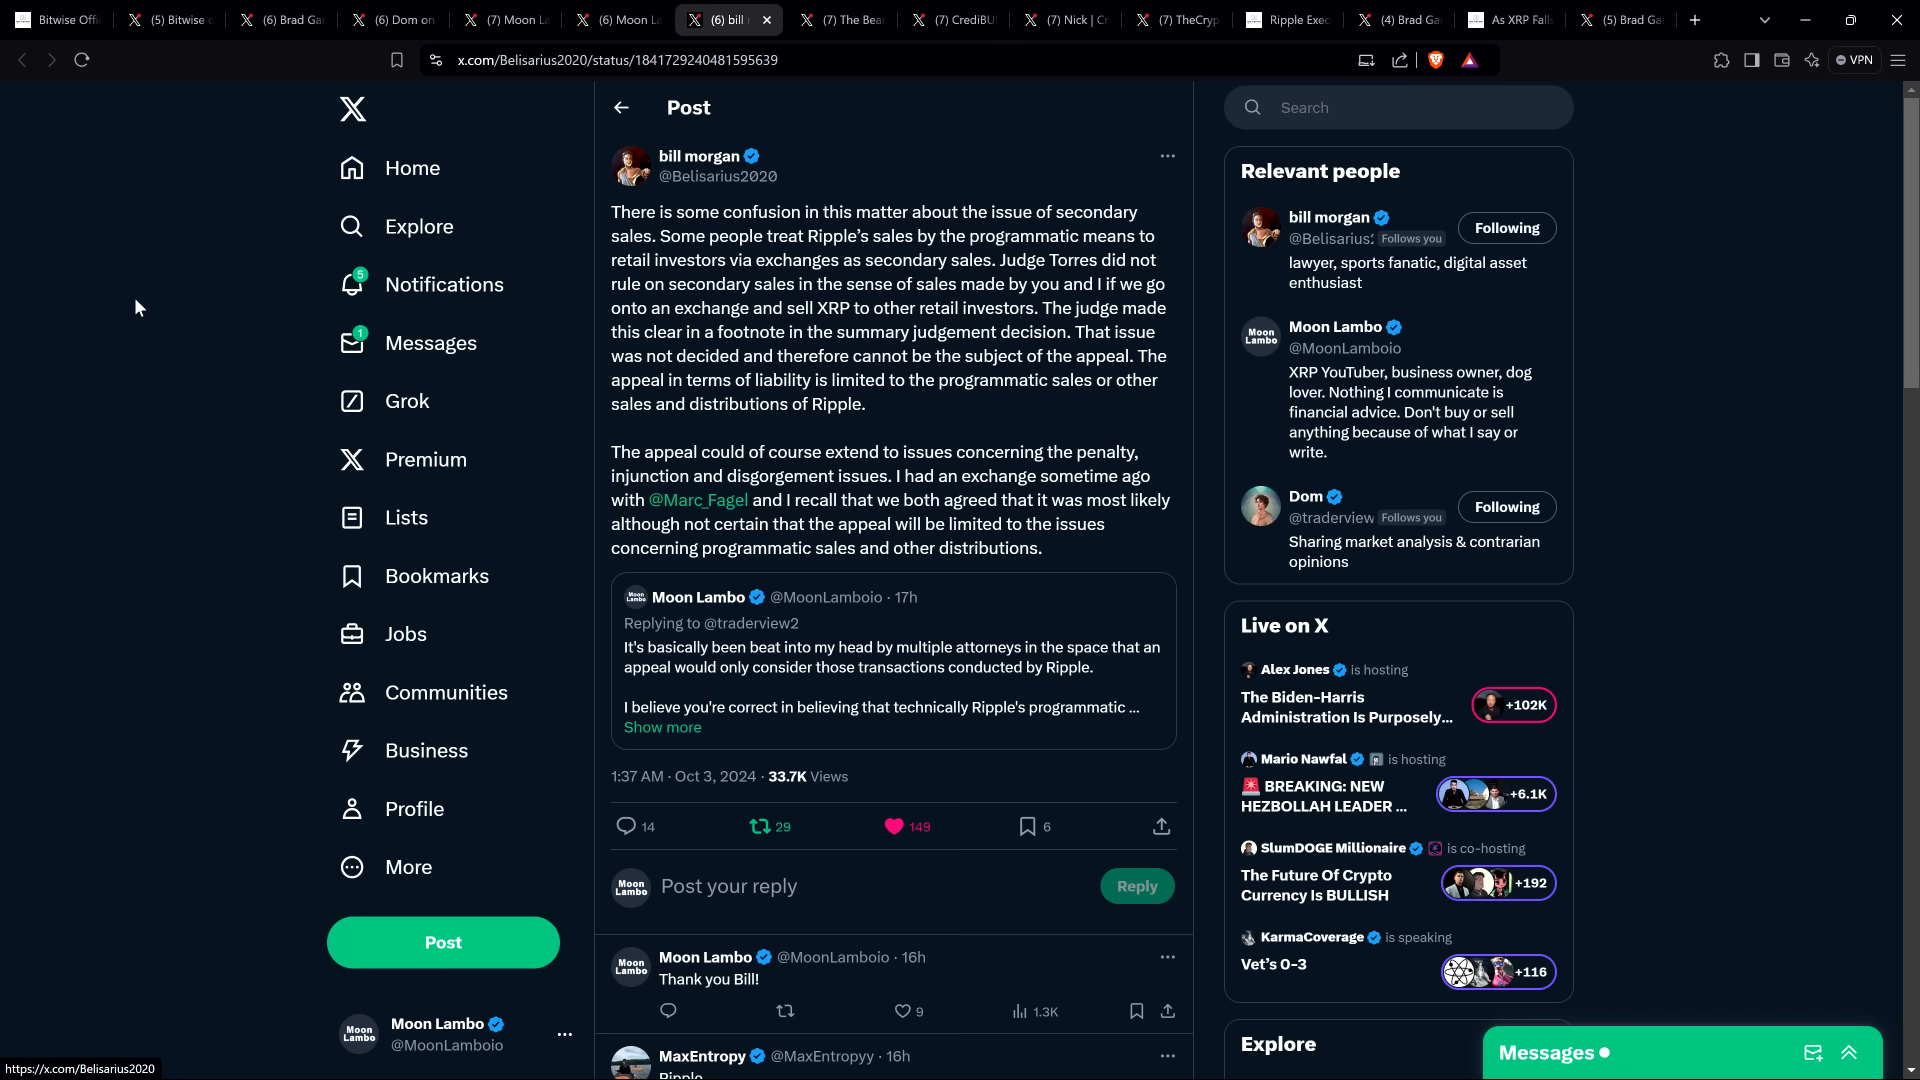 Bitwise Offi
(5) Bitwise
(6) Brad Ga
(6) Dom on
(7) Moon La
(6) Moon La
(6) bill
(7) The Bea
(7) CrediBU
(7) Nick | Cr
(7) TheCryp
Ripple Exec
(4) Brad Ga
As XRP Falls
(5) Brad Ga
x.com/Belisarius2020/status/1841729240481595639
VPN
Home
Explore
5
Notifications
1
Messages
Grok
Premium
Lists
Bookmarks
Jobs
Communities
Business
Profile
More
Post
Moon Lambo
Moon Lambo
@MoonLamboio
https://x.com/Belisarius2020
Post
bill morgan
@Belisarius2020
There is some confusion in this matter about the issue of secondary
sales. Some people treat Ripple’s sales by the programmatic means to
retail investors via exchanges as secondary sales. Judge Torres did not
rule on secondary sales in the sense of sales made by you and I if we go
onto an exchange and sell XRP to other retail investors. The judge made
this clear in a footnote in the summary judgement decision. That issue
was not decided and therefore cannot be the subject of the appeal. The
appeal in terms of liability is limited to the programmatic sales or other
sales and distributions of Ripple.
The appeal could of course extend to issues concerning the penalty,
injunction and disgorgement issues. I had an exchange sometime ago
with @Marc_Fagel and I recall that we both agreed that it was most likely
although not certain that the appeal will be limited to the issues
concerning programmatic sales and other distributions.
Moon Lambo @MoonLamboio · 17h
Replying to @traderview2
It's basically been beat into my head by multiple attorneys in the space that an
appeal would only consider those transactions conducted by Ripple.
I believe you're correct in believing that technically Ripple's programmatic ...
Show more
1:37 AM · Oct 3, 2024 · 33.7K Views
14
29
149
6
Moon Lambo
Post your reply
Reply
Moon Lambo
Moon Lambo @MoonLamboio · 16h
Thank you Bill!
9
1.3K
MaxEntropy @MaxEntropyy · 16h
Ripple
Search
Relevant people
bill morgan
@Belisarius2 Follows you
Following
lawyer, sports fanatic, digital asset
enthusiast
Moon Lambo
Moon Lambo
@MoonLamboio
XRP YouTuber, business owner, dog
lover. Nothing I communicate is
financial advice. Don't buy or sell
anything because of what I say or
write.
Dom
@traderview Follows you
Following
Sharing market analysis & contrarian
opinions
Live on X
Alex Jones is hosting
The Biden-Harris
Administration Is Purposely...
+102K
Mario Nawfal is hosting
BREAKING: NEW
HEZBOLLAH LEADER ...
+6.1K
SlumDOGE Millionaire is co-hosting
The Future Of Crypto
Currency Is BULLISH
+192
KarmaCoverage is speaking
Vet’s 0-3
+116
Explore
Messages